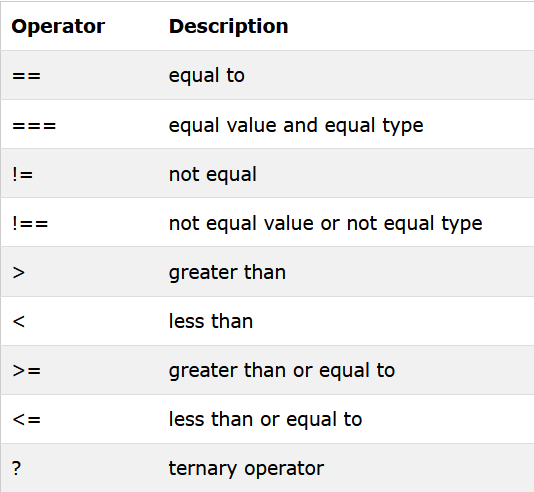 Operator Description
== equal to
=== equal value and equal type
!= not equal
!== not equal value or not equal type
> greater than
< less than
>= greater than or equal to
<= less than or equal to
? ternary operator